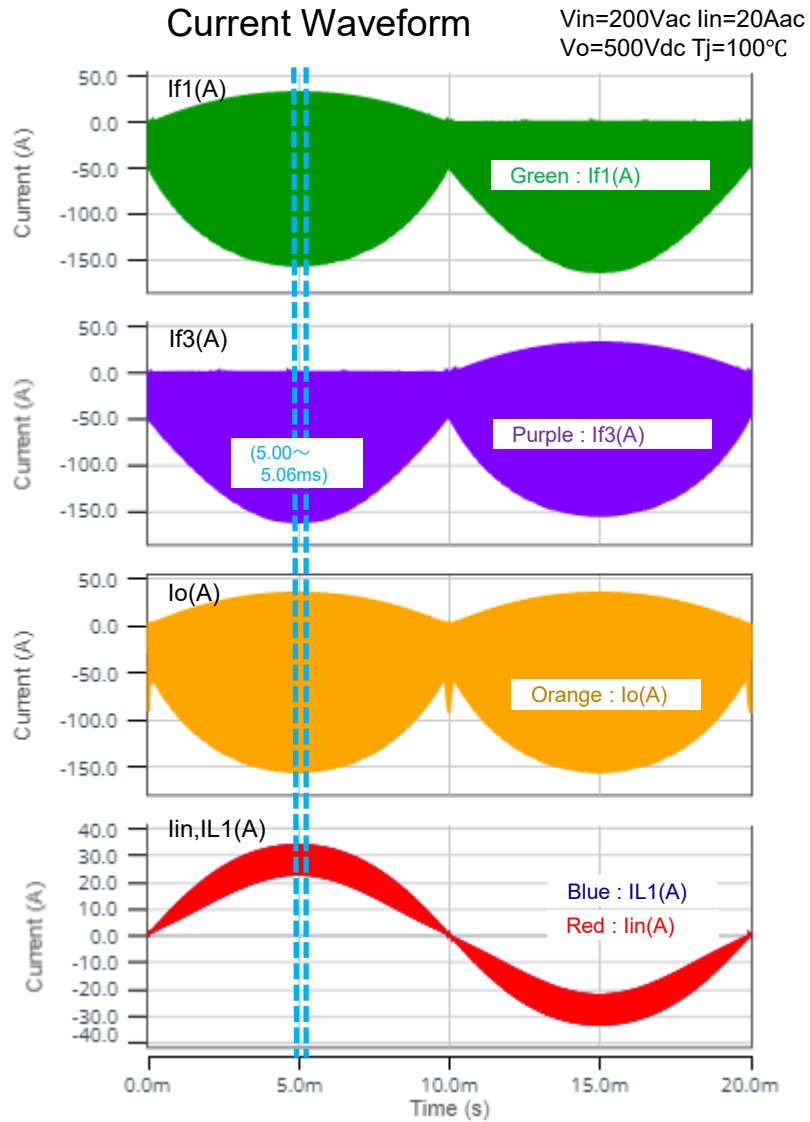 Current Waveform
Vin=200Vac Iin=20Aac
Vo=500Vdc Tj=100℃
Current (A)
50.0
0.0
-50.0
-100.0
-150.0
If1(A)
Green : If1(A)
Current (A)
50.0
0.0
-50.0
-100.0
-150.0
If3(A)
Purple : If3(A)
(5.00～
5.06ms)
Current (A)
50.0
0.0
-50.0
-100.0
-150.0
Io(A)
Orange : Io(A)
Current (A)
40.0
30.0
20.0
10.0
0.0
-10.0
-20.0
-30.0
-40.0
Iin,IL1(A)
Blue : IL1(A)
Red : Iin(A)
0.0m 5.0m 10.0m 15.0m 20.0m
Time (s)